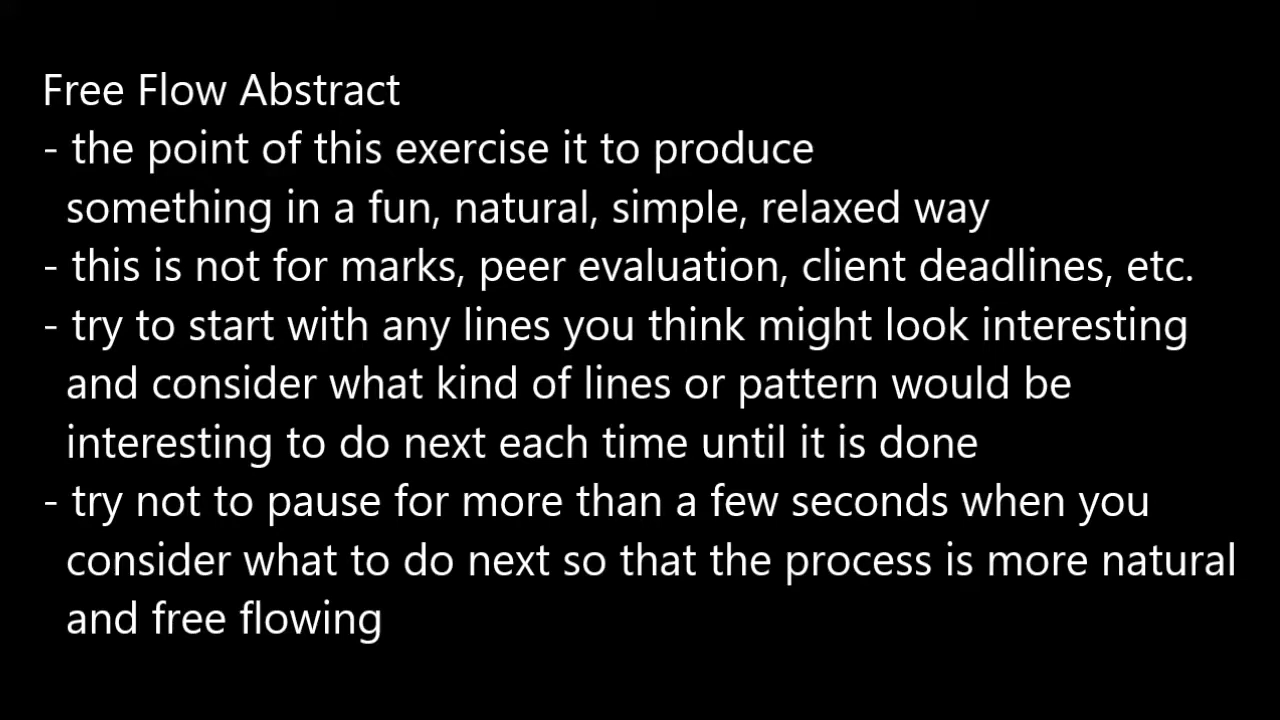 Free Flow Abstract
- the point of this exercise it to produce
something in a fun, natural, simple, relaxed way
- this is not for marks, peer evaluation, client deadlines, etc.
- try to start with any lines you think might look interesting
and consider what kind of lines or pattern would be
interesting to do next each time until it is done
- try not to pause for more than a few seconds when you
consider what to do next so that the process is more natural
and free flowing